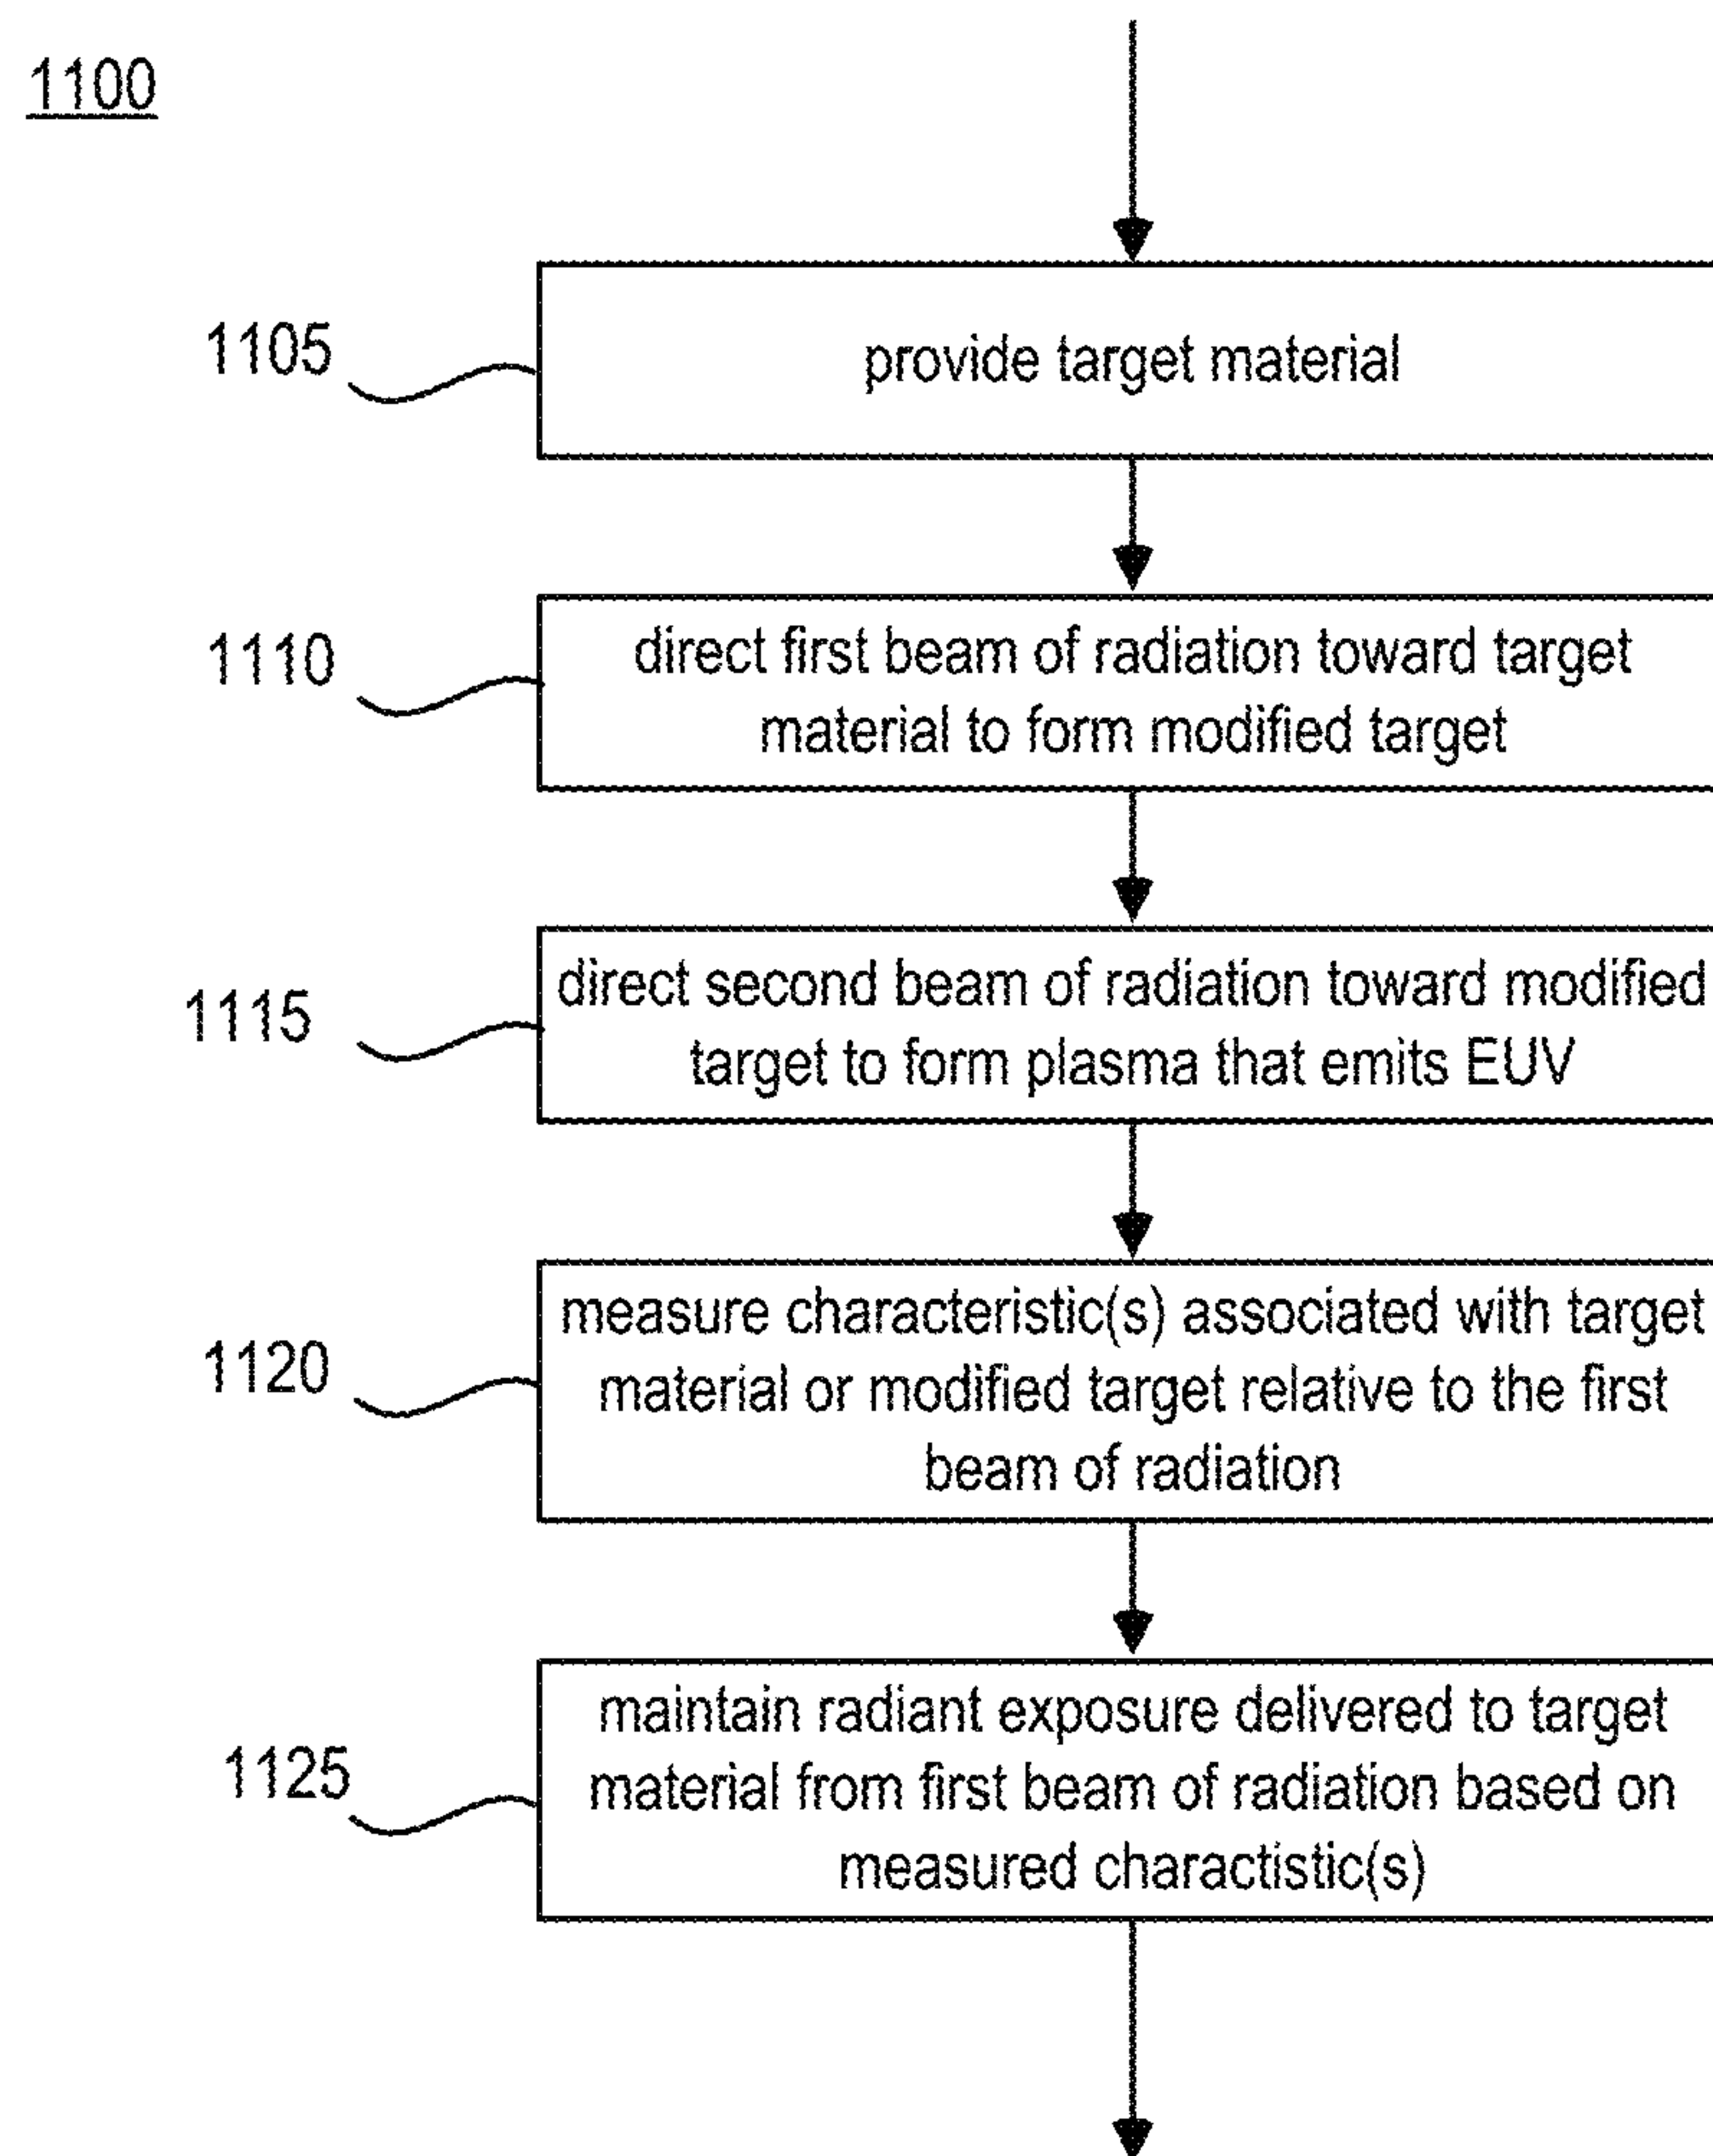 1100
1105
provide target material
1110
direct first beam of radiation toward target
material to form modified target
1115
direct second beam of radiation toward modified
target to form plasma that emits EUV
1120
measure characteristic(s) associated with target
material or modified target relative to the first
beam of radiation
1125
maintain radiant exposure delivered to target
material from first beam of radiation based on
measured charactistic(s)